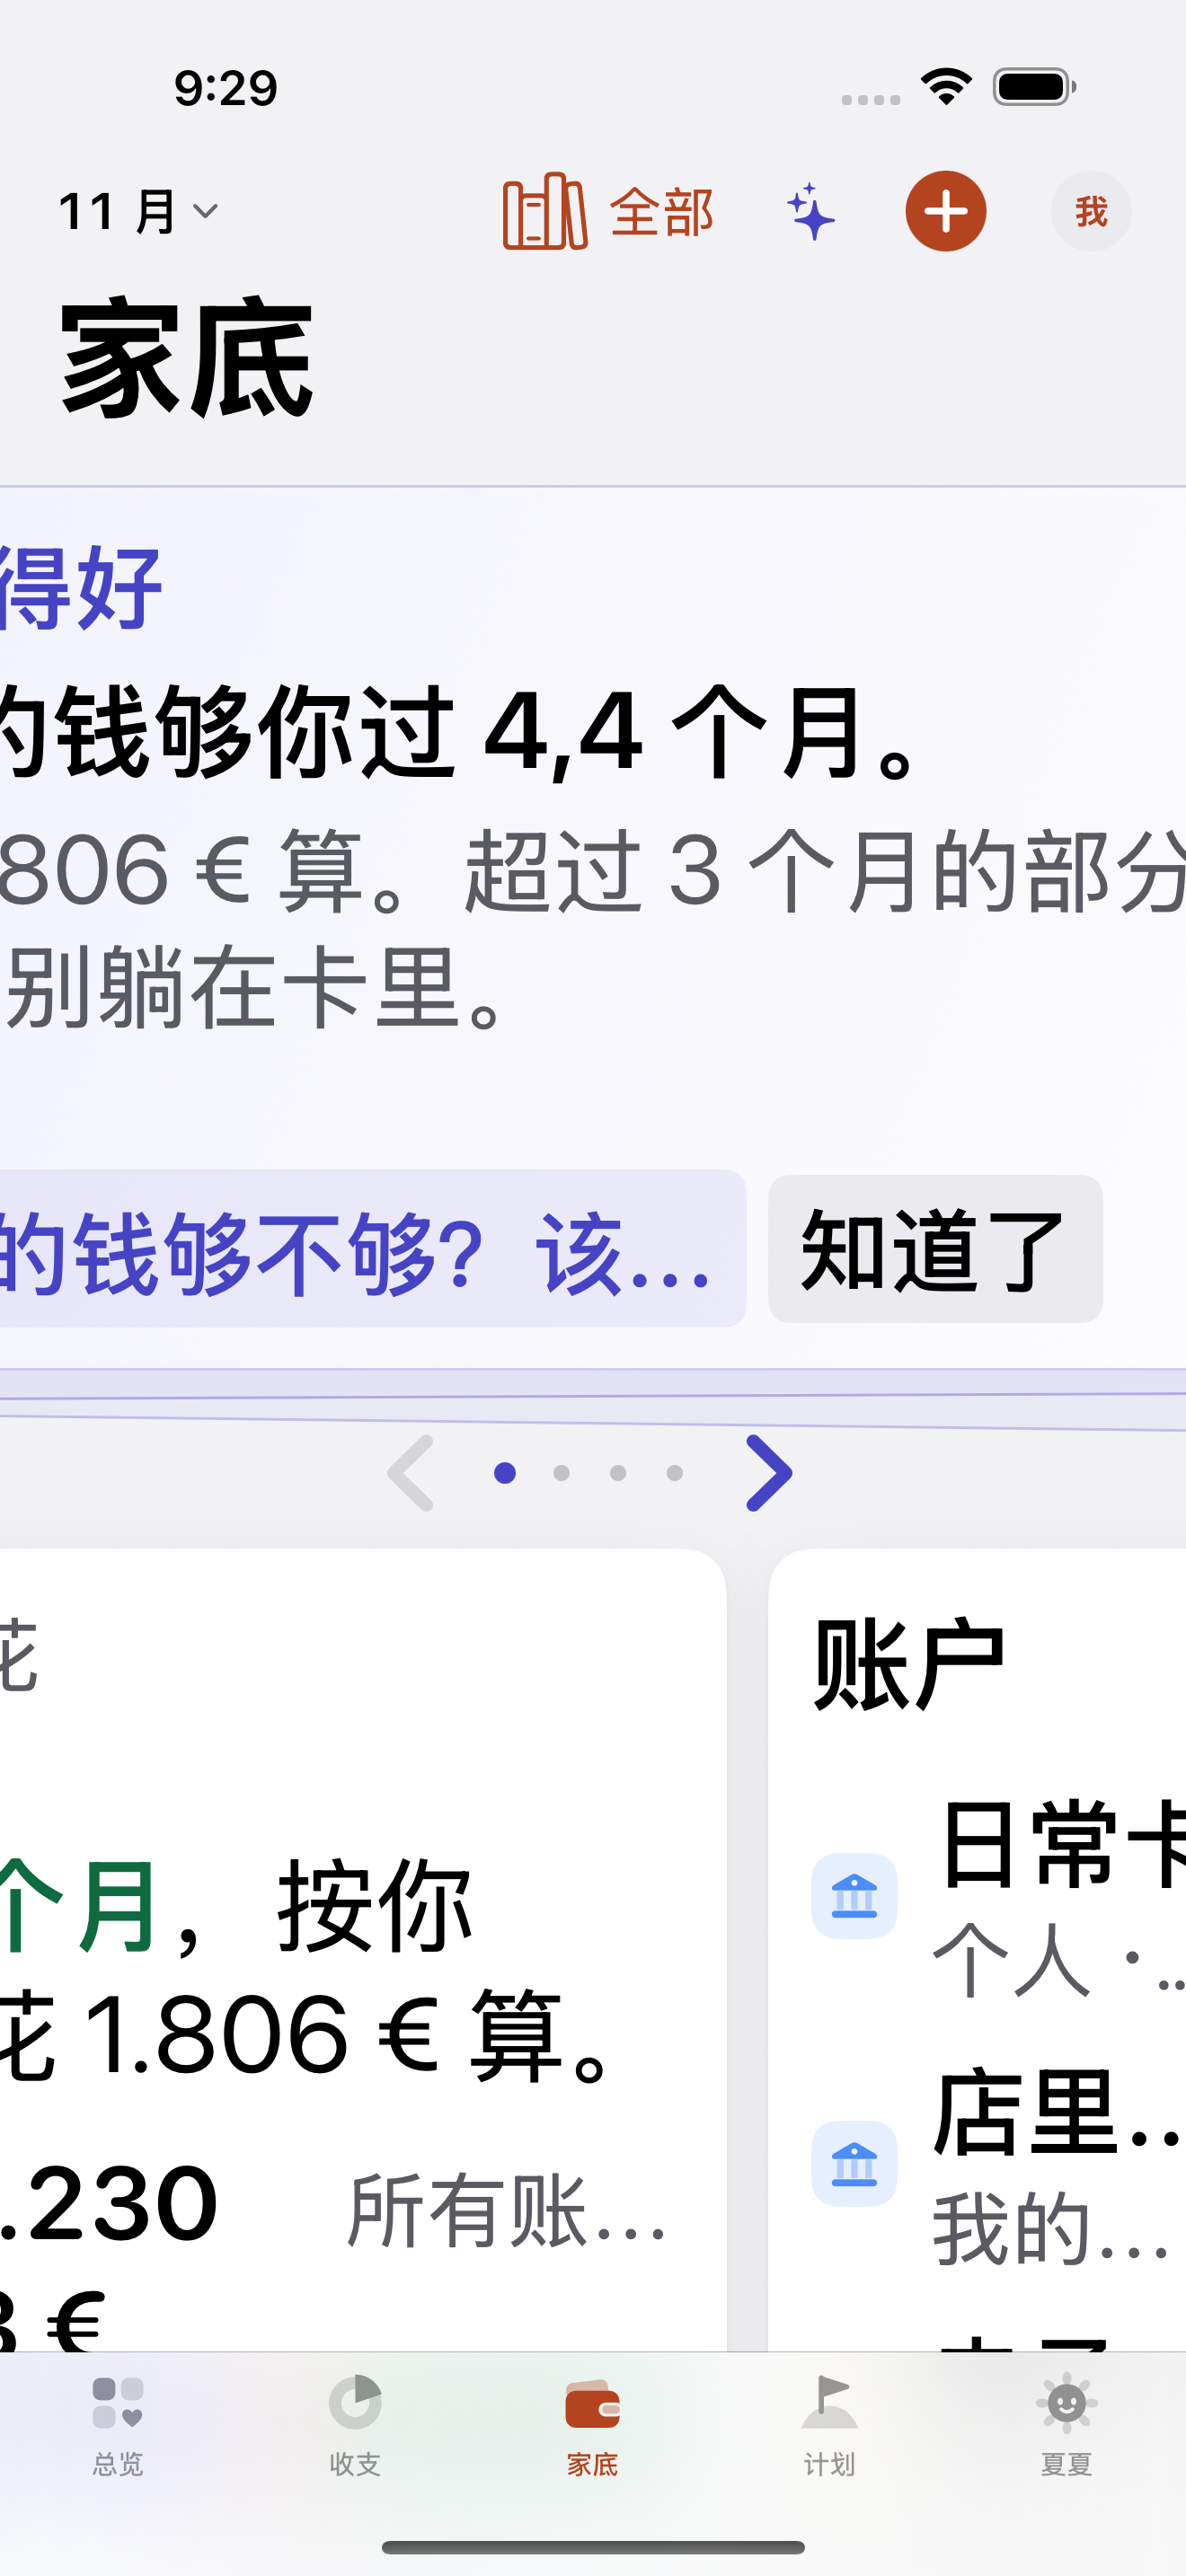 9:29
11 月
全部
我
家底
得好
的钱够你过 4,4 个月。
806 € 算。超过 3 个月的部分
别躺在卡里。
的钱够不够？该…
知道了
花
账户
个月，按你
花 1.806 € 算。
.230
所有账…
€
日常卡
个人 · …
店里…
我的…
总览
收支
家底
计划
夏夏